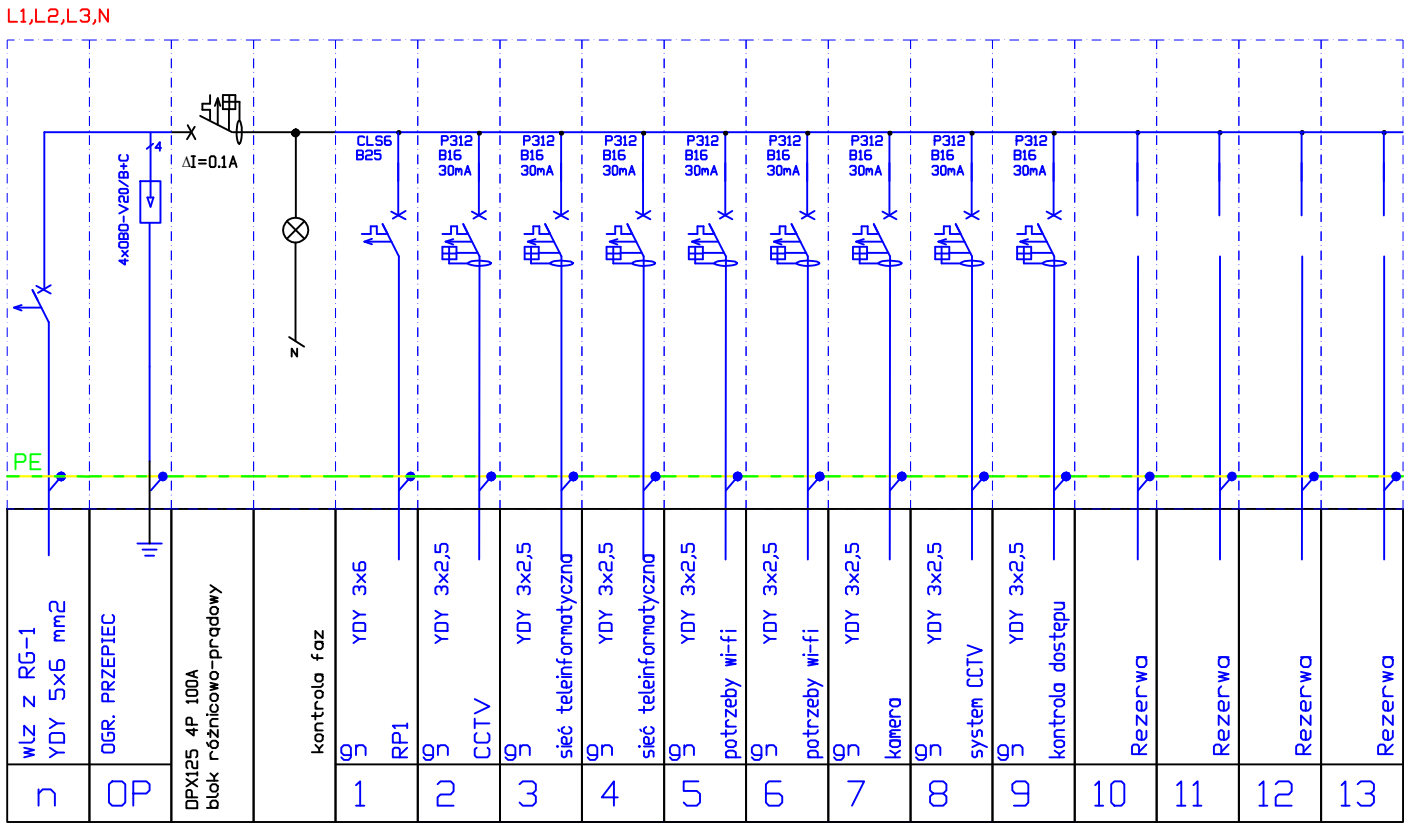 L1,L2,L3,N
4
4xOBO-V20/B+C
ΔI=0.1A
N
CLS6
B25
P312
B16
30mA
P312
B16
30mA
P312
B16
30mA
P312
B16
30mA
P312
B16
30mA
P312
B16
30mA
P312
B16
30mA
P312
B16
30mA
PE
wlz z RG-1
YDY 5x6 mm2
n
OGR. PRZEPIEC
OP
DPX125 4P 100A
blok różnicowo-prądowy
kontrola faz
gn YDY 3x6
RP1
1
gn YDY 3x2,5
CCTV
2
gn YDY 3x2,5
sieć teleinformatyczna
3
gn YDY 3x2,5
sieć teleinformatyczna
4
gn YDY 3x2,5
potrzeby wi-fi
5
gn YDY 3x2,5
potrzeby wi-fi
6
gn YDY 3x2,5
kamera
7
gn YDY 3x2,5
system CCTV
8
gn YDY 3x2,5
kontrola dostępu
9
Rezerwa
10
Rezerwa
11
Rezerwa
12
Rezerwa
13